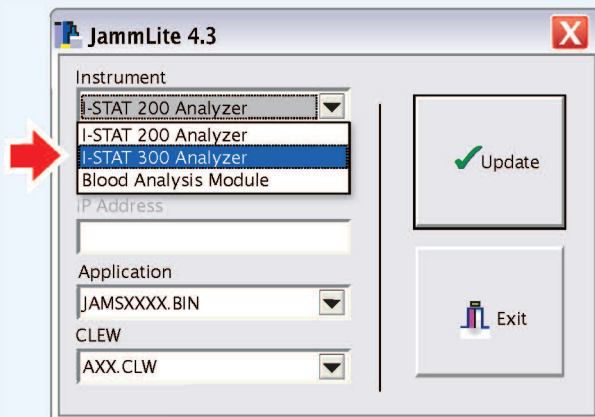 JammLite 4.3
Instrument
I-STAT 200 Analyzer
I-STAT 200 Analyzer
I-STAT 300 Analyzer
Blood Analysis Module
IP Address
Application
JAMSXXXX.BIN
CLEW
AXX.CLW
Update
Exit